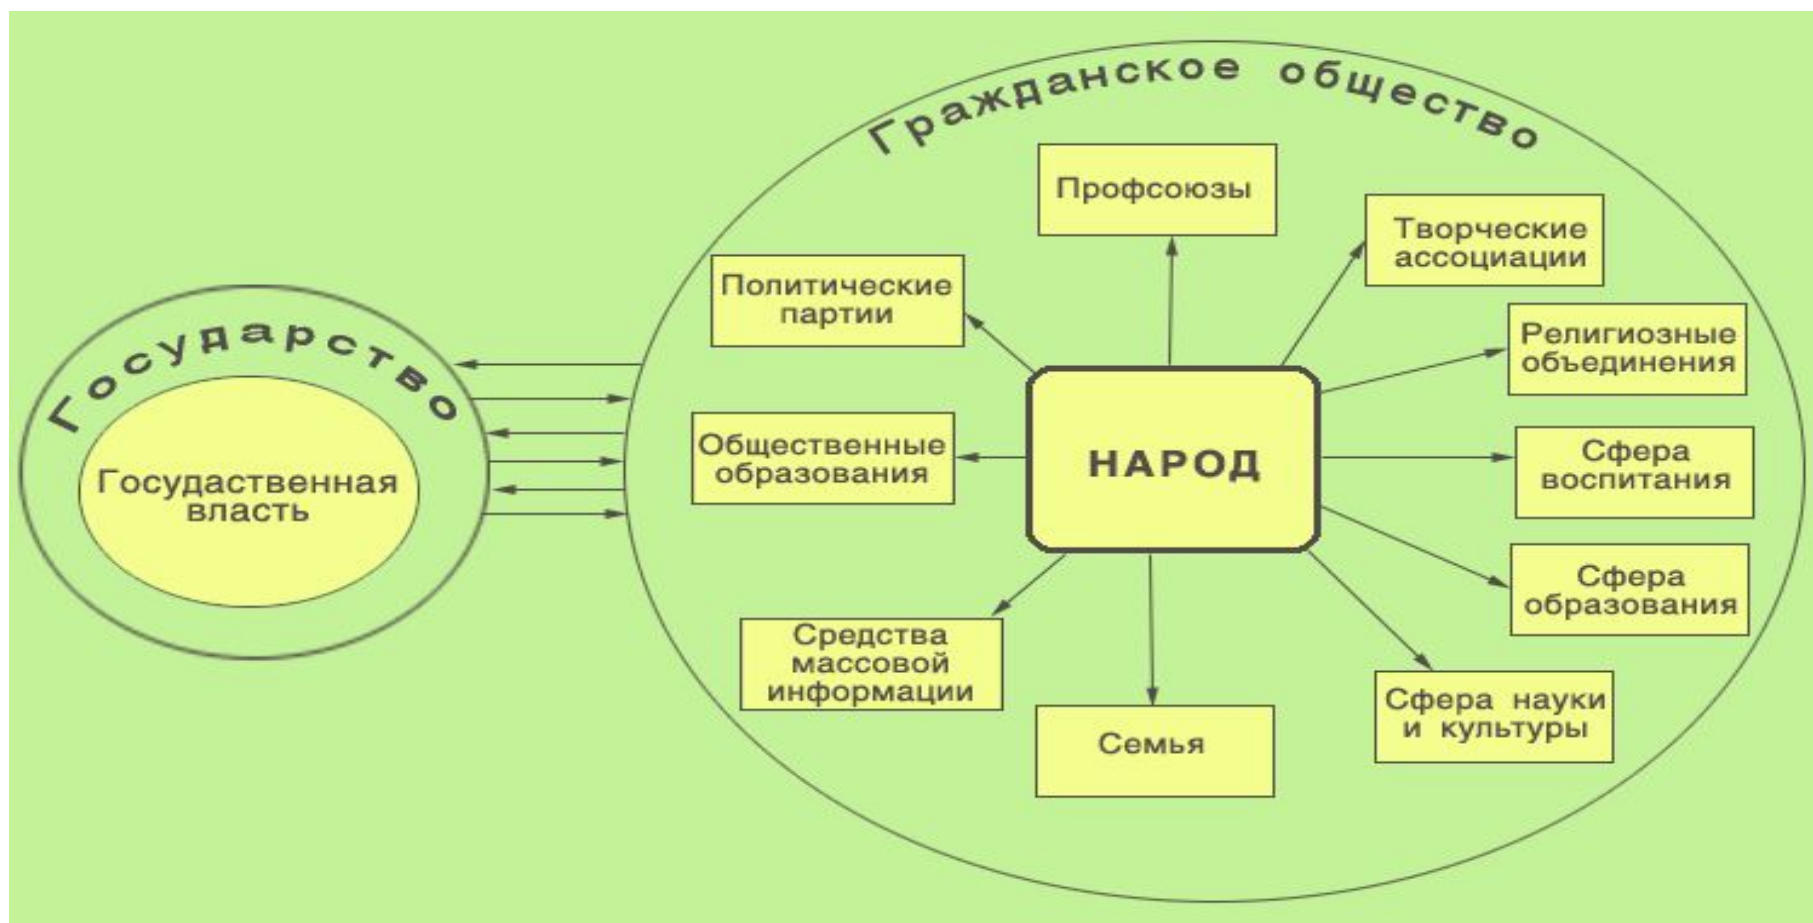 Гражданское общество
Профсоюзы
Творческие
ассоциации
Политические
партии
Религиозные
объединения
Государство
Общественные
образования
НАРОД
Сфера
воспитания
Госудаственная
власть
Сфера
образования
Средства
массовой
информации
Семья
Сфера науки
и культуры